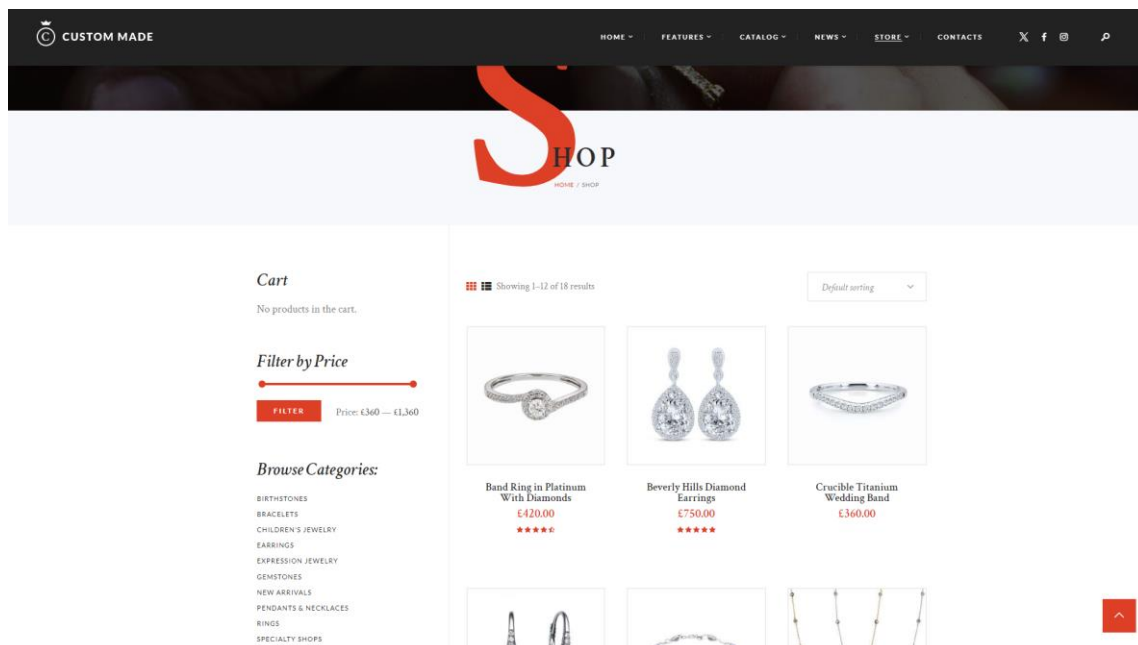 CUSTOM MADE
HOME
FEATURES
CATALOG
NEWS
STORE
CONTACTS
SHOP
HOME / SHOP
Cart
No products in the cart.
Filter by Price
FILTER
Price: £360 — £1,360
Browse Categories:
BIRTHSTONES
BRACELETS
CHILDREN'S JEWELRY
EARRINGS
EXPRESSION JEWELRY
GEMSTONES
NEW ARRIVALS
PENDANTS & NECKLACES
RINGS
SPECIALTY SHOPS
Showing 1–12 of 18 results
Default sorting
Band Ring in Platinum
With Diamonds
£420.00
Beverly Hills Diamond
Earrings
£750.00
Crucible Titanium
Wedding Band
£360.00